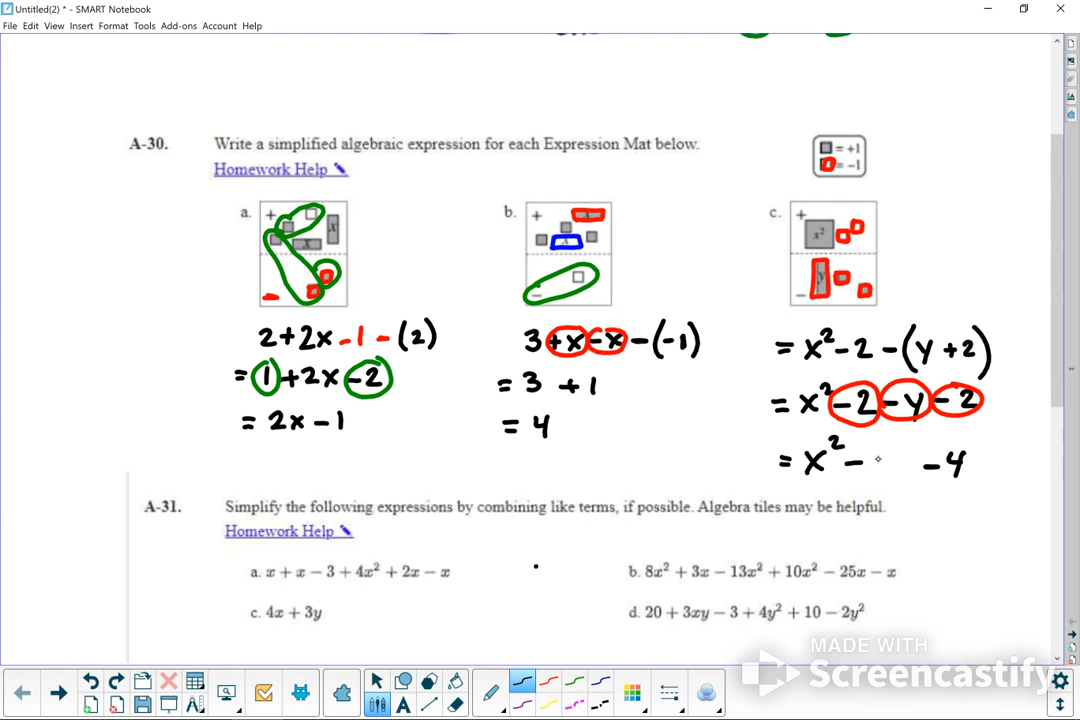 Untitled(2) * - SMART Notebook
File Edit View Insert Format Tools Add-ons Account Help
A-30. Write a simplified algebraic expression for each Expression Mat below.
Homework Help
= +1
= −1
a. b. c.
+ x x
−
+ x
−
+ x²
y
−
2+2x -1 -(2)
= 1 +2x -2
= 2x -1
3 +x -x -(-1)
= 3 +1
= 4
= x² -2 -(y +2)
= x² -2 -y -2
= x² - -4
A-31. Simplify the following expressions by combining like terms, if possible. Algebra tiles may be helpful.
Homework Help
a. x + x − 3 + 4x² + 2x − x
b. 8x² + 3x − 13x² + 10x² − 25x − x
c. 4x + 3y
d. 20 + 3xy − 3 + 4y² + 10 − 2y²
MADE WITH
Screencastify